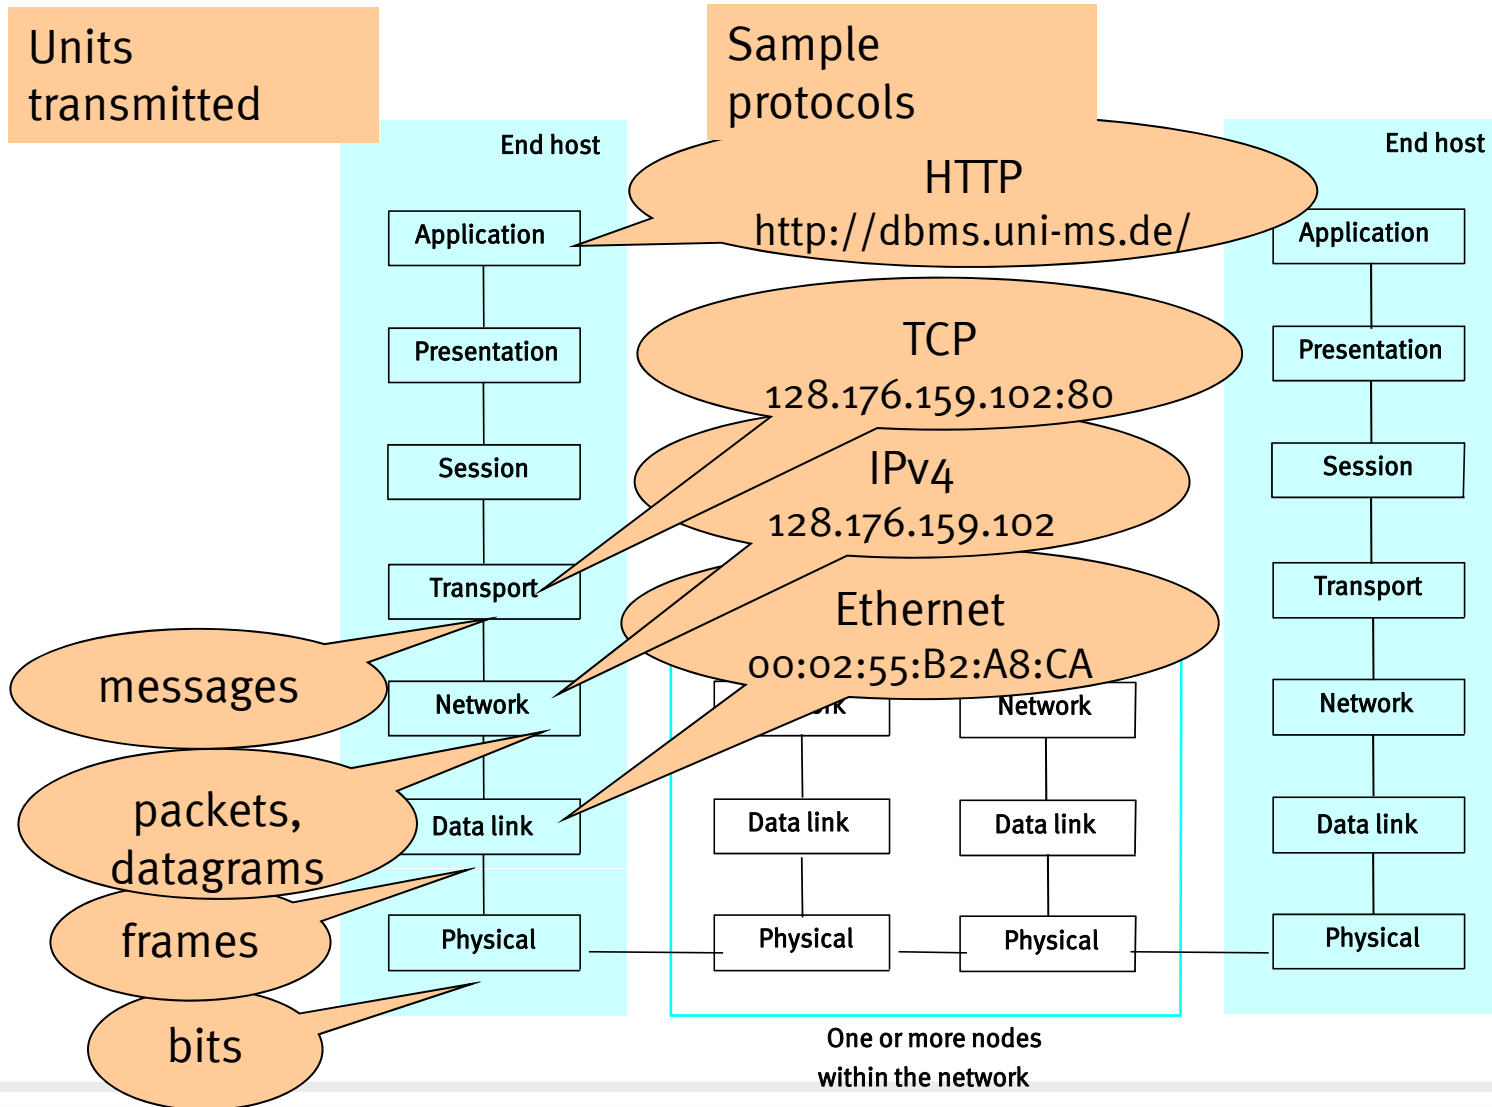 Units
transmitted
Sample
protocols
End host
End host
HTTP
http://dbms.uni-ms.de/
Application
Application
TCP
128.176.159.102:80
Presentation
Presentation
IPv4
128.176.159.102
Session
Session
Ethernet
00:02:55:B2:A8:CA
Transport
Transport
messages
Network
Network
Network
packets,
datagrams
Data link
Data link
Data link
Data link
frames
Physical
Physical
Physical
Physical
bits
One or more nodes
within the network